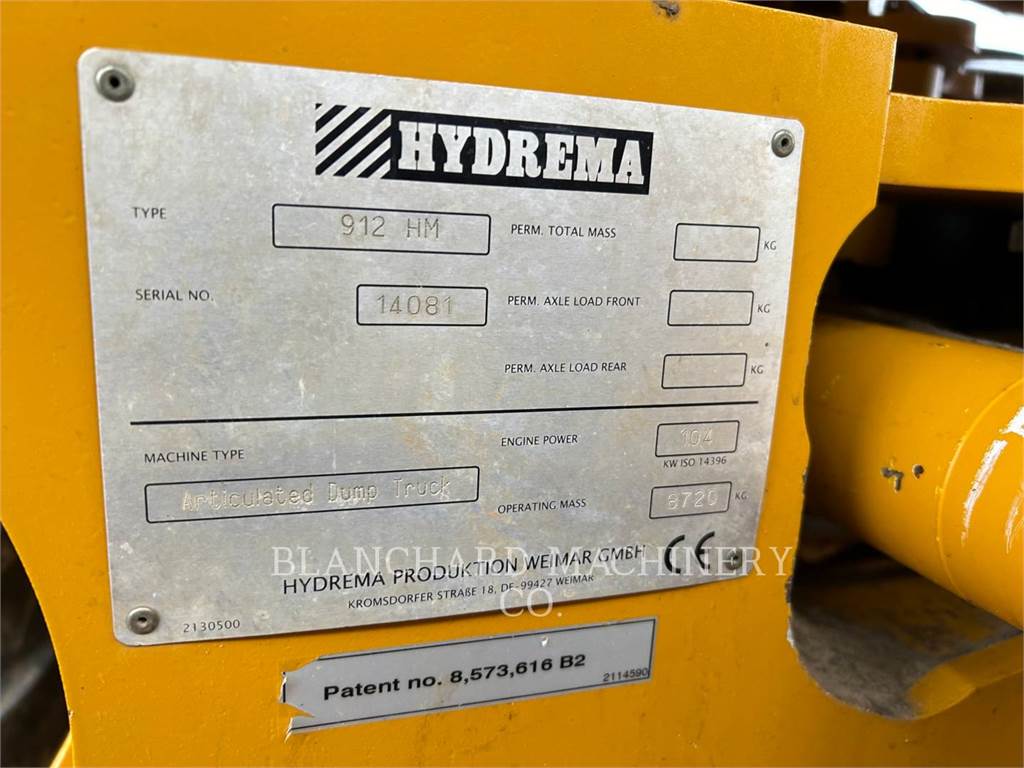 HYDREMA
TYPE 912 HM
PERM. TOTAL MASS KG
SERIAL NO. 14081
PERM. AXLE LOAD FRONT KG
PERM. AXLE LOAD REAR KG
MACHINE TYPE
Articulated Dump Truck
ENGINE POWER 104
KW ISO 14396
OPERATING MASS 8720 KG
HYDREMA PRODUKTION WEIMAR GMBH CE
KROMSDORFER STRAßE 18, DE-99427 WEIMAR
2130500
BLANCHARD MACHINERY
CO.
Patent no. 8,573,616 B2
2114590